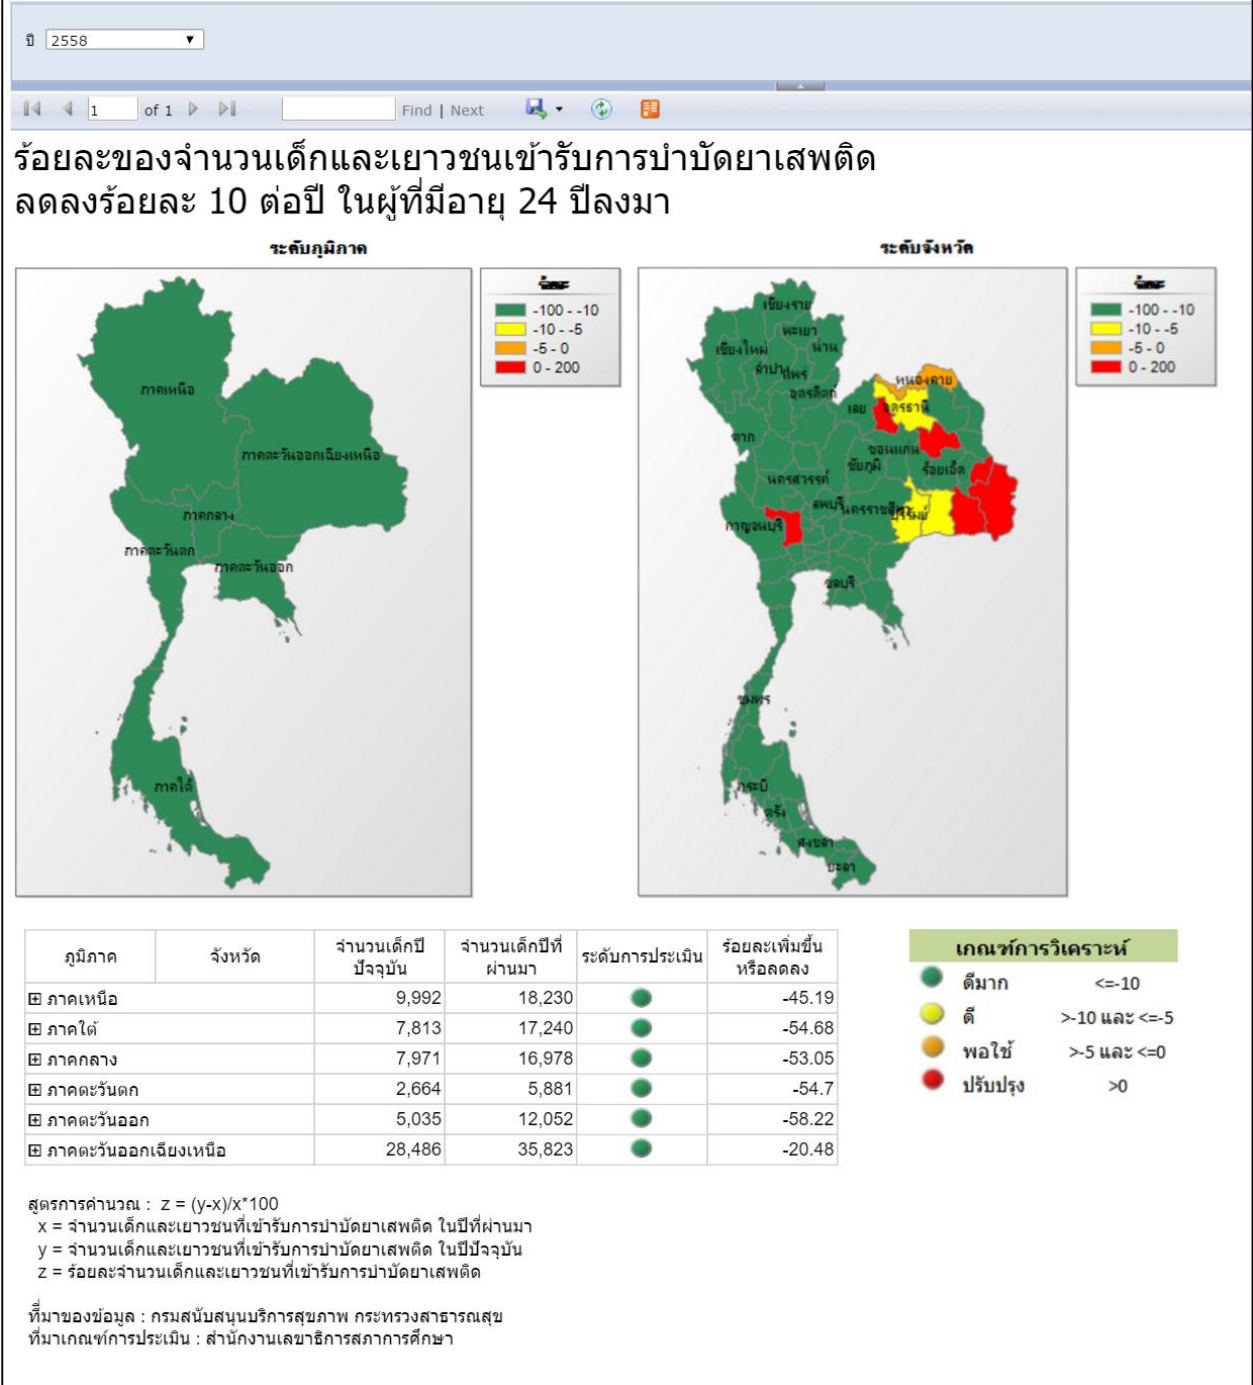 ปี 2558
1 of 1 Find | Next
ร้อยละของจำนวนเด็กและเยาวชนเข้ารับการบำบัดยาเสพติด
ลดลงร้อยละ 10 ต่อปี ในผู้ที่มีอายุ 24 ปีลงมา
ระดับภูมิภาค
ภาคเหนือ
ภาคตะวันออกเฉียงเหนือ
ภาคกลาง
ภาคตะวันตก
ภาคตะวันออก
ภาคใต้
-100 - -10
-10 - -5
-5 - 0
0 - 200
ระดับจังหวัด
เชียงราย
พะเยา
เชียงใหม่
น่าน
แพร่
อุตรดิตถ์
หนองคาย
เลย
อุดรธานี
ตาก
ขอนแก่น
ชัยภูมิ
ร้อยเอ็ด
นครสวรรค์
ลพบุรี
บุรีรัมย์
กาญจนบุรี
ชลบุรี
ชุมพร
กระบี่
ตรัง
สงขลา
ยะลา
-100 - -10
-10 - -5
-5 - 0
0 - 200
ภูมิภาค จังหวัด จำนวนเด็กปีปัจจุบัน จำนวนเด็กปีที่ผ่านมา ระดับการประเมิน ร้อยละเพิ่มขึ้นหรือลดลง
ภาคเหนือ 9,992 18,230 -45.19
ภาคใต้ 7,813 17,240 -54.68
ภาคกลาง 7,971 16,978 -53.05
ภาคตะวันตก 2,664 5,881 -54.7
ภาคตะวันออก 5,035 12,052 -58.22
ภาคตะวันออกเฉียงเหนือ 28,486 35,823 -20.48
เกณฑ์การวิเคราะห์
ดีมาก <=-10
ดี >-10 และ <=-5
พอใช้ >-5 และ <=0
ปรับปรุง >0
สูตรการคำนวณ : z = (y-x)/x*100
x = จำนวนเด็กและเยาวชนที่เข้ารับการบำบัดยาเสพติด ในปีที่ผ่านมา
y = จำนวนเด็กและเยาวชนที่เข้ารับการบำบัดยาเสพติด ในปีปัจจุบัน
z = ร้อยละจำนวนเด็กและเยาวชนที่เข้ารับการบำบัดยาเสพติด
ที่มาของข้อมูล : กรมสนับสนุนบริการสุขภาพ กระทรวงสาธารณสุข
ที่มาเกณฑ์การประเมิน : สำนักงานเลขาธิการสภาการศึกษา